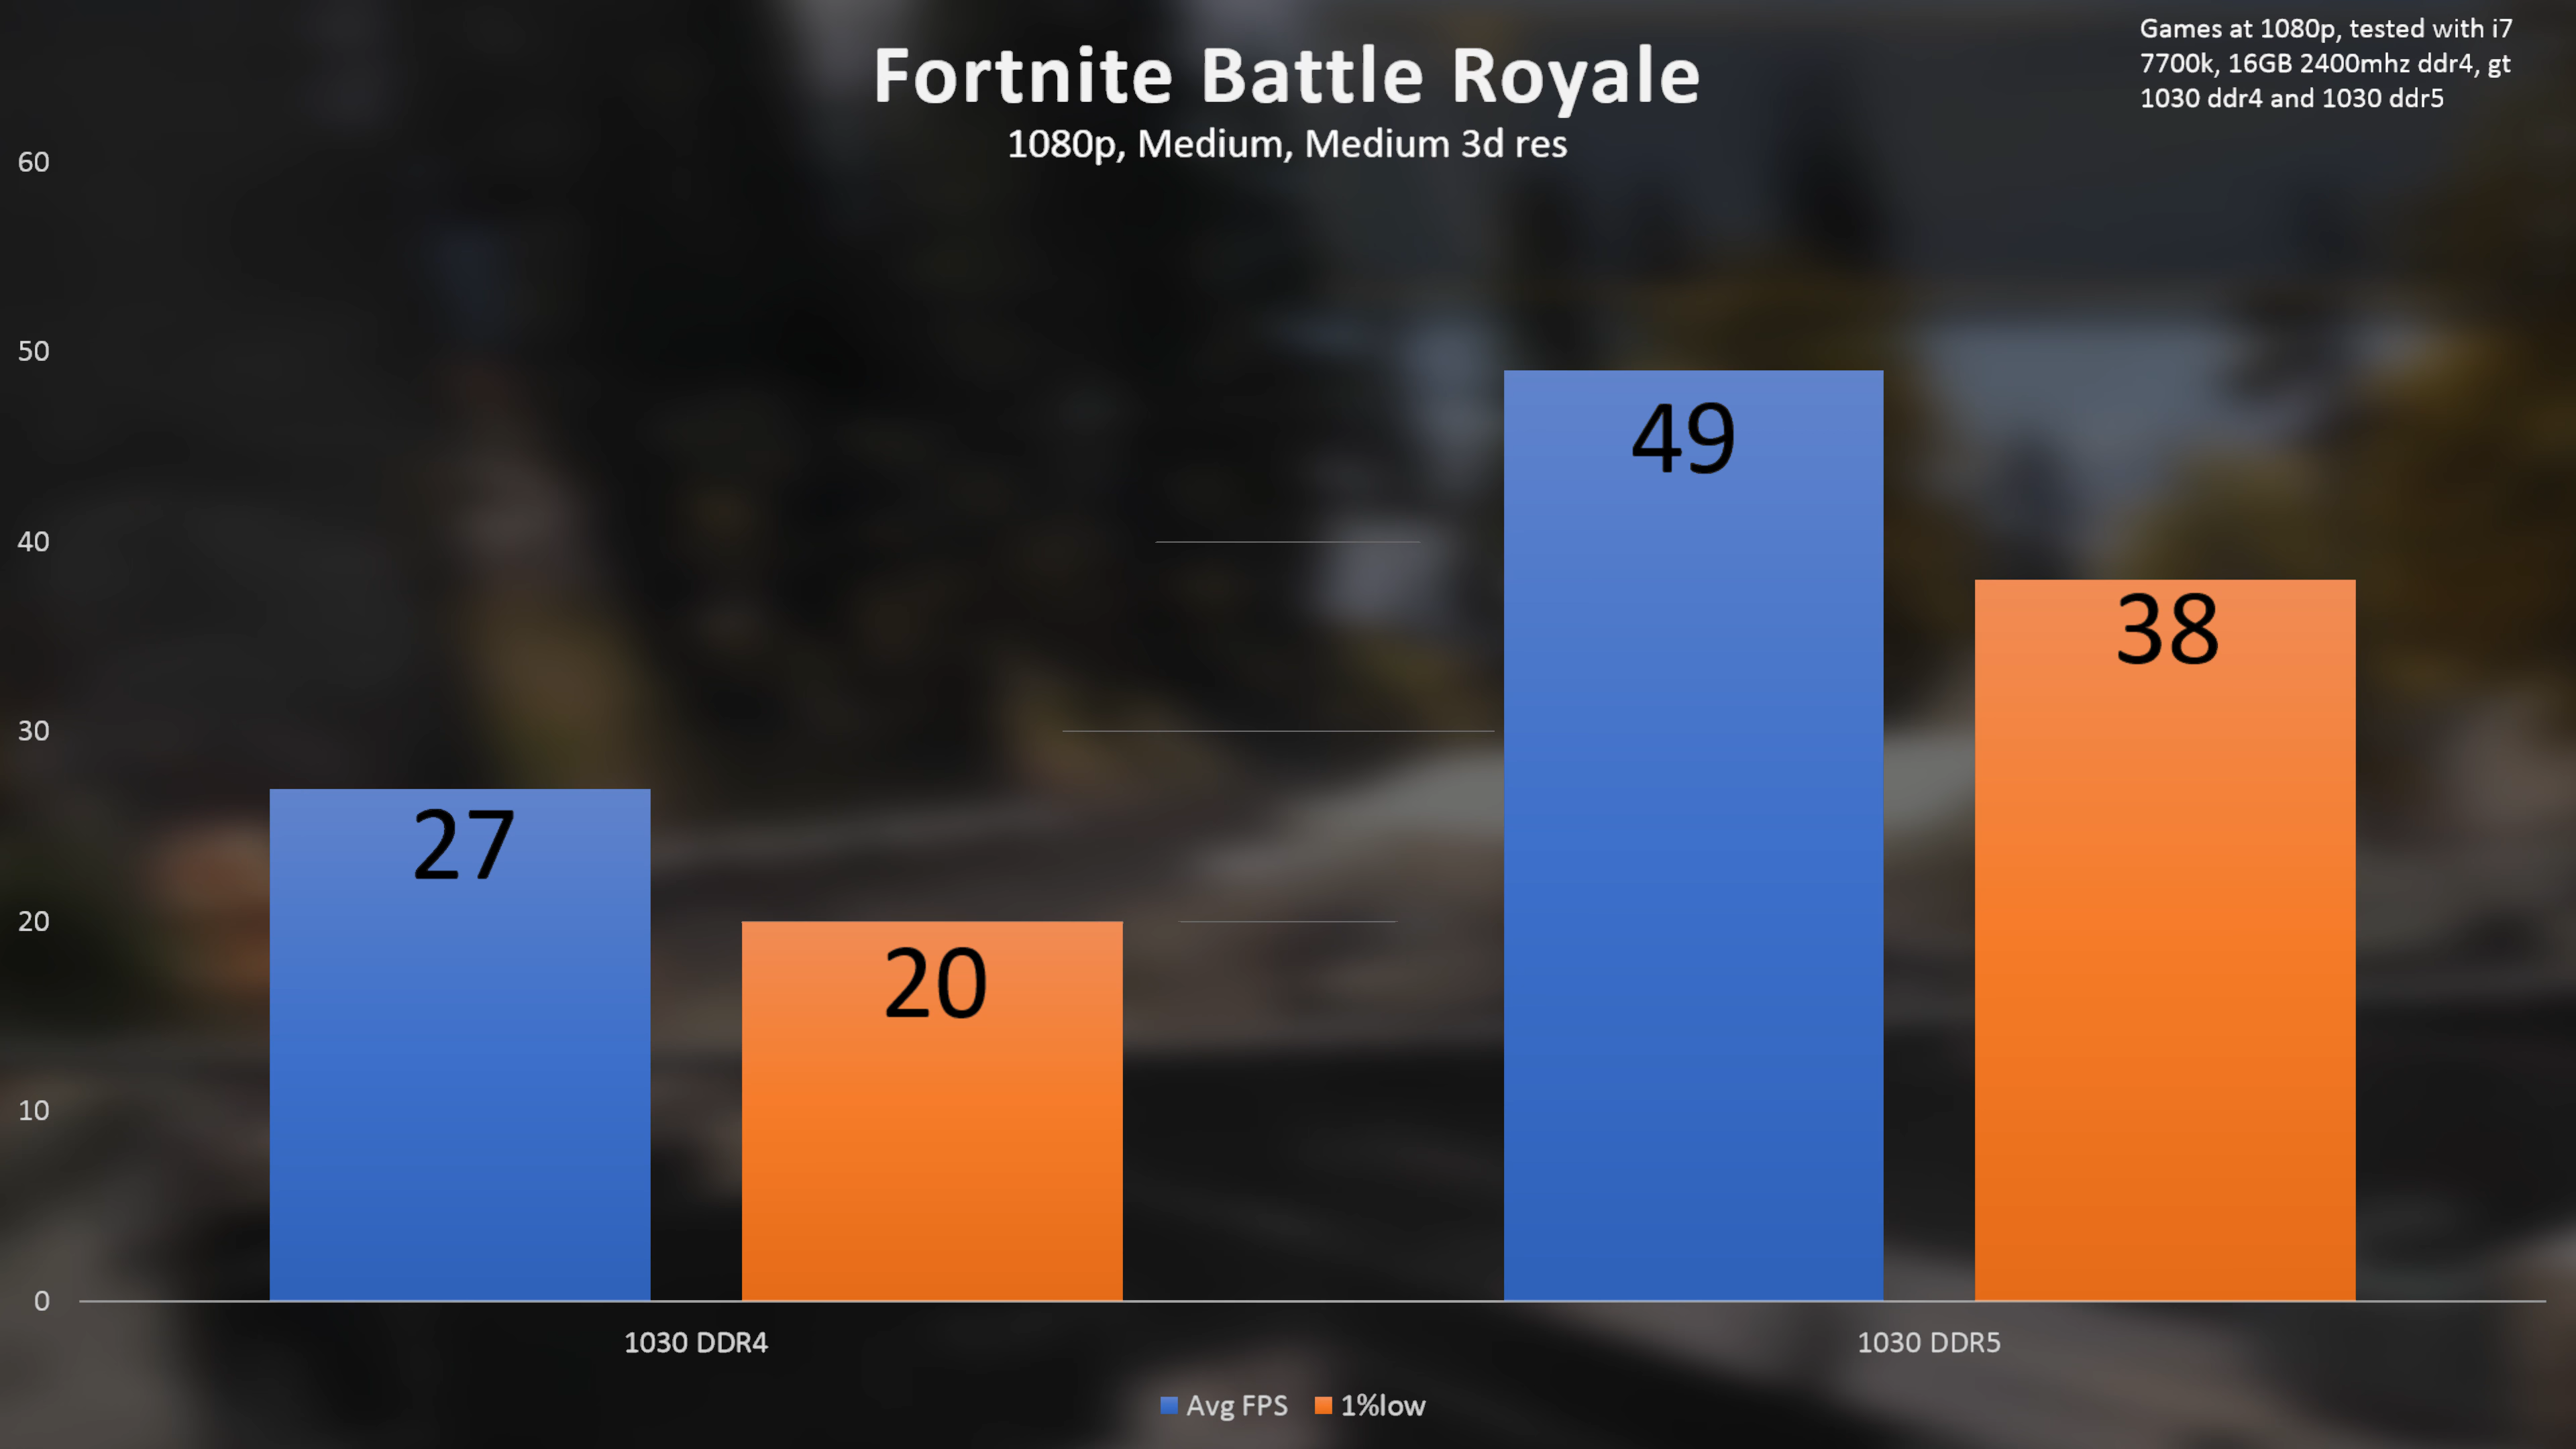 Fortnite Battle Royale
1080p, Medium, Medium 3d res
Games at 1080p, tested with i7
7700k, 16GB 2400mhz ddr4, gt
1030 ddr4 and 1030 ddr5
60
50
40
30
20
10
0
27
20
49
38
1030 DDR4
1030 DDR5
Avg FPS
1%low